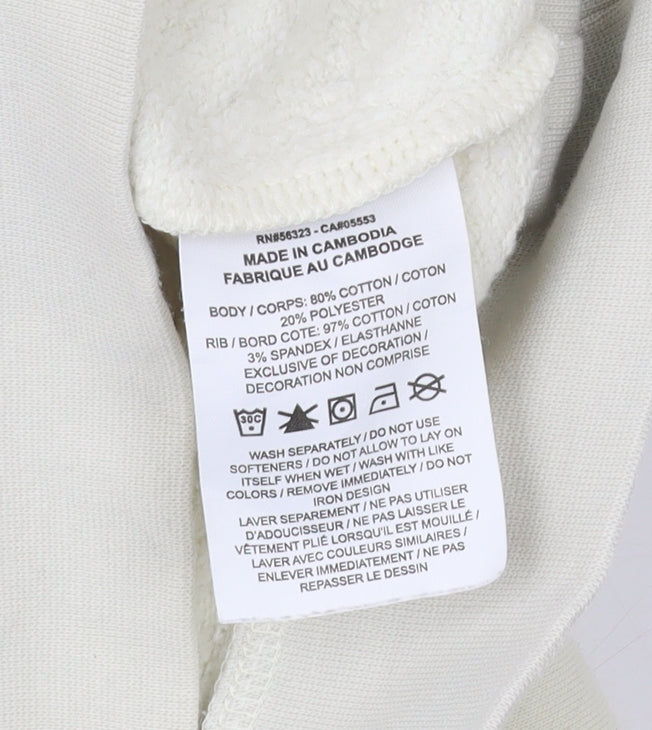 RN#56323 - CA#05553
MADE IN CAMBODIA
FABRIQUE AU CAMBODGE
BODY / CORPS: 80% COTTON / COTON
20% POLYESTER
RIB / BORD COTE: 97% COTTON / COTON
3% SPANDEX / ELASTHANNE
EXCLUSIVE OF DECORATION /
DECORATION NON COMPRISE
30C
WASH SEPARATELY / DO NOT USE
SOFTENERS / DO NOT ALLOW TO LAY ON
ITSELF WHEN WET / WASH WITH LIKE
COLORS / REMOVE IMMEDIATELY / DO NOT
IRON DESIGN
LAVER SEPAREMENT / NE PAS UTILISER
D'ADOUCISSEUR / NE PAS LAISSER LE
VÊTEMENT PLIÉ LORSQU'IL EST MOUILLÉ /
LAVER AVEC COULEURS SIMILAIRES /
ENLEVER IMMEDIATEMENT / NE PAS
REPASSER LE DESSIN